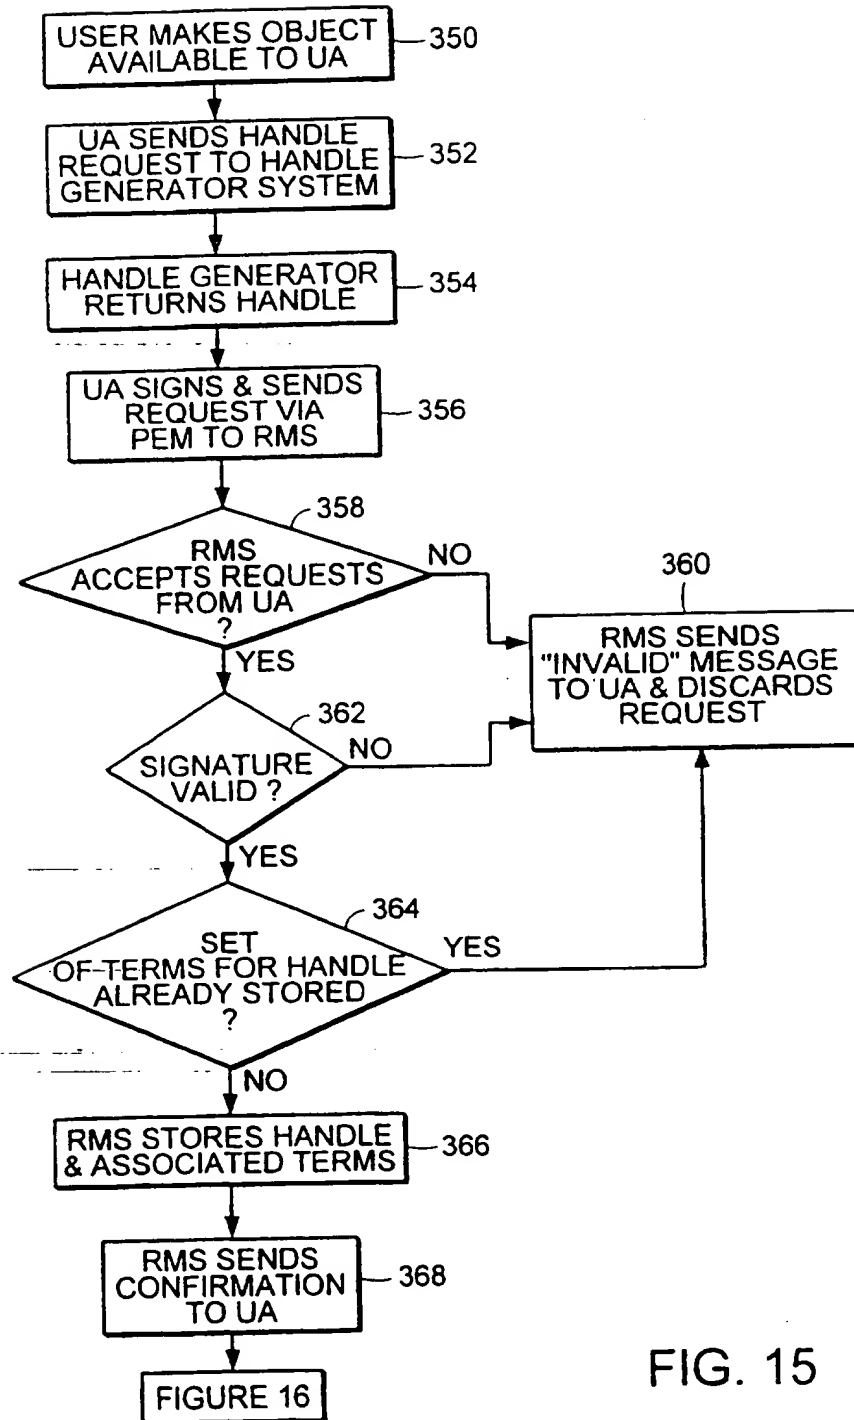 USER MAKES OBJECT
AVAILABLE TO UA
350
UA SENDS HANDLE
REQUEST TO HANDLE
GENERATOR SYSTEM
352
HANDLE GENERATOR
RETURNS HANDLE
354
UA SIGNS & SENDS
REQUEST VIA
PEM TO RMS
356
358
RMS
ACCEPTS REQUESTS
FROM UA
?
NO
YES
360
RMS SENDS
"INVALID" MESSAGE
TO UA & DISCARDS
REQUEST
362
SIGNATURE
VALID ?
NO
YES
364
SET
OF TERMS FOR HANDLE
ALREADY STORED
?
YES
NO
RMS STORES HANDLE
& ASSOCIATED TERMS
366
RMS SENDS
CONFIRMATION
TO UA
368
FIGURE 16
FIG. 15